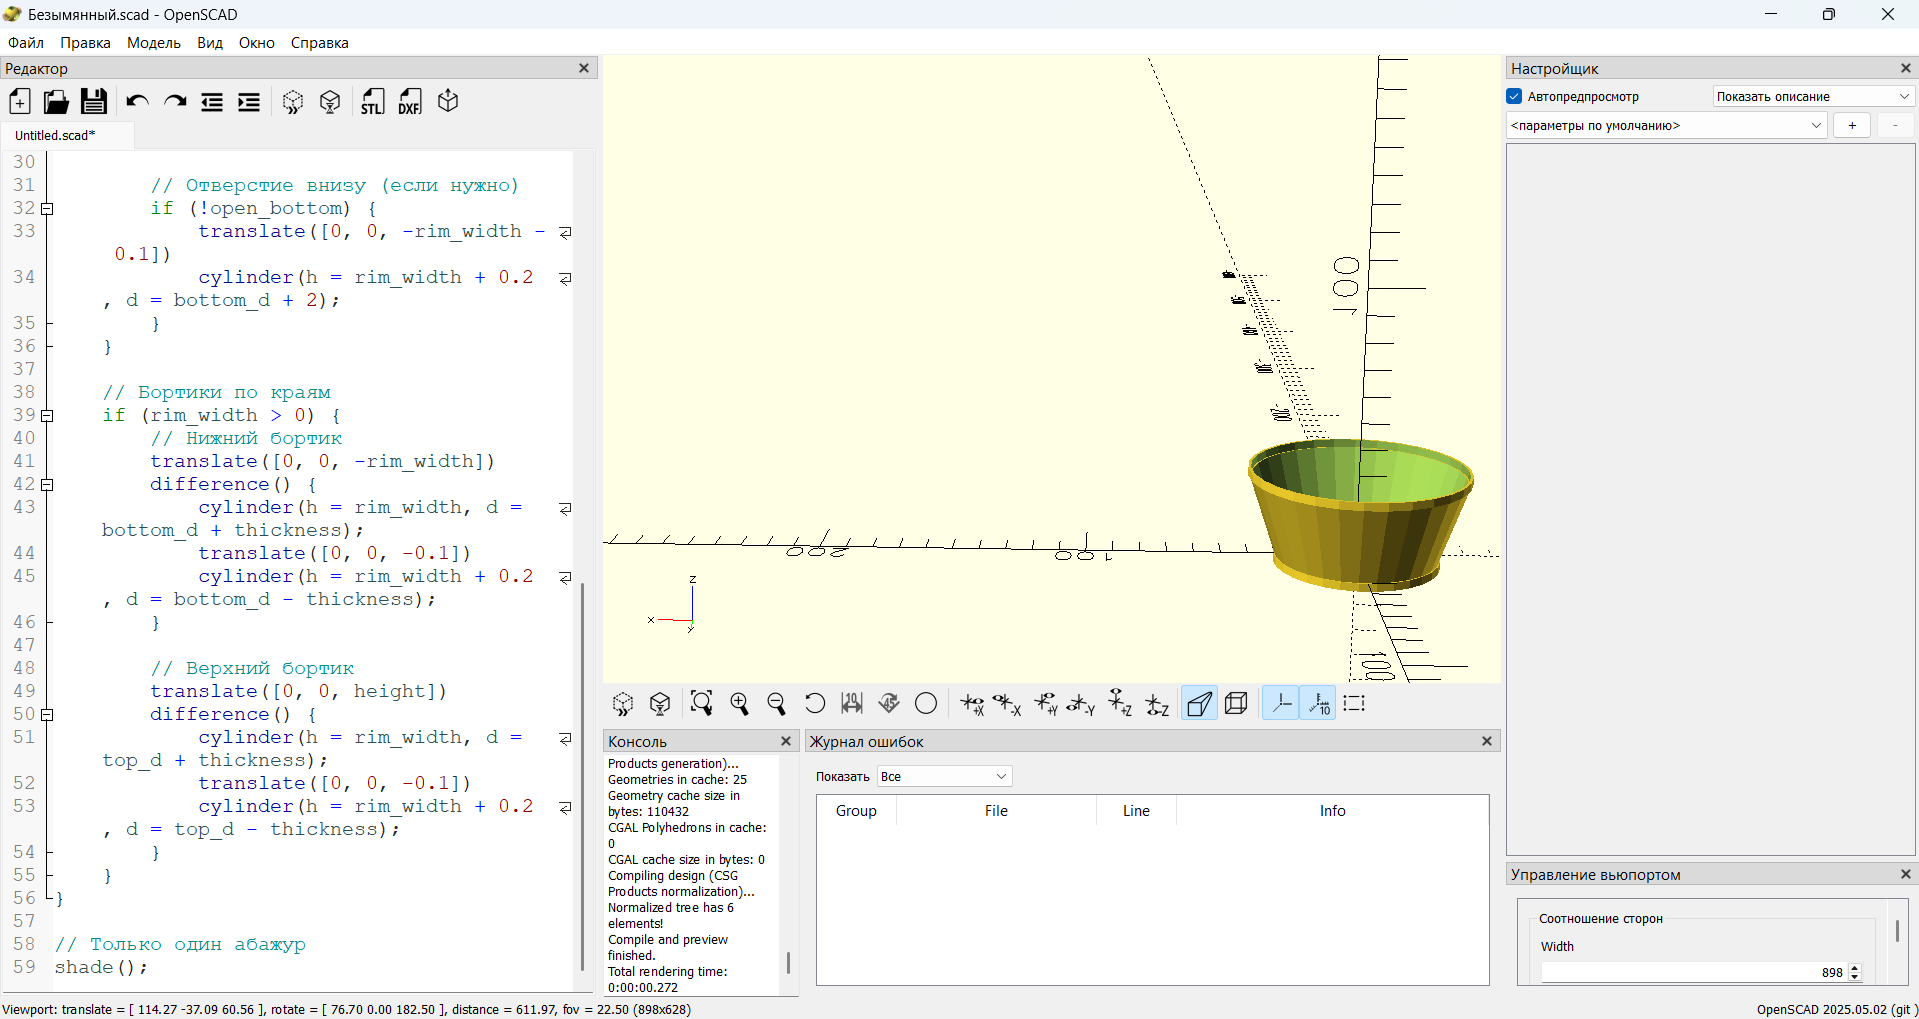 Безымянный.scad - OpenSCAD
Файл Правка Модель Вид Окно Справка
Редактор
STL DXF
Untitled.scad*
30
31 // Отверстие внизу (если нужно)
32 if (!open_bottom) {
33 translate([0, 0, -rim_width -
0.1])
34 cylinder(h = rim_width + 0.2
, d = bottom_d + 2);
35 }
36 }
37
38 // Бортики по краям
39 if (rim_width > 0) {
40 // Нижний бортик
41 translate([0, 0, -rim_width])
42 difference() {
43 cylinder(h = rim_width, d =
bottom_d + thickness);
44 translate([0, 0, -0.1])
45 cylinder(h = rim_width + 0.2
, d = bottom_d - thickness);
46 }
47
48 // Верхний бортик
49 translate([0, 0, height])
50 difference() {
51 cylinder(h = rim_width, d =
top_d + thickness);
52 translate([0, 0, -0.1])
53 cylinder(h = rim_width + 0.2
, d = top_d - thickness);
54 }
55 }
56 }
57
58 // Только один абажур
59 shade();
100
200
100
z
x
y
10 45 +X -X +Y -Y +Z -Z 10
Консоль
Products generation)...
Geometries in cache: 25
Geometry cache size in
bytes: 110432
CGAL Polyhedrons in cache:
0
CGAL cache size in bytes: 0
Compiling design (CSG
Products normalization)...
Normalized tree has 6
elements!
Compile and preview
finished.
Total rendering time:
0:00:00.272
Журнал ошибок
Показать Все
Group File Line Info
Настройщик
Автопредпросмотр Показать описание
<параметры по умолчанию> + -
Управление вьюпортом
Соотношение сторон
Width
898
Viewport: translate = [ 114.27 -37.09 60.56 ], rotate = [ 76.70 0.00 182.50 ], distance = 611.97, fov = 22.50 (898x628)
OpenSCAD 2025.05.02 (git )